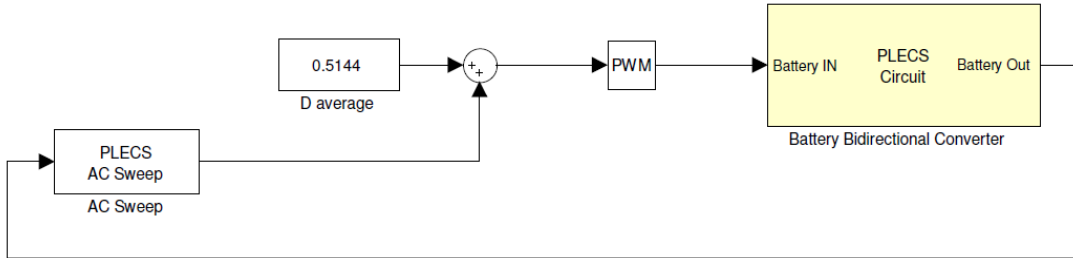 0.5144
D average
+
+
PWM
Battery IN
PLECS
Circuit
Battery Out
Battery Bidirectional Converter
PLECS
AC Sweep
AC Sweep